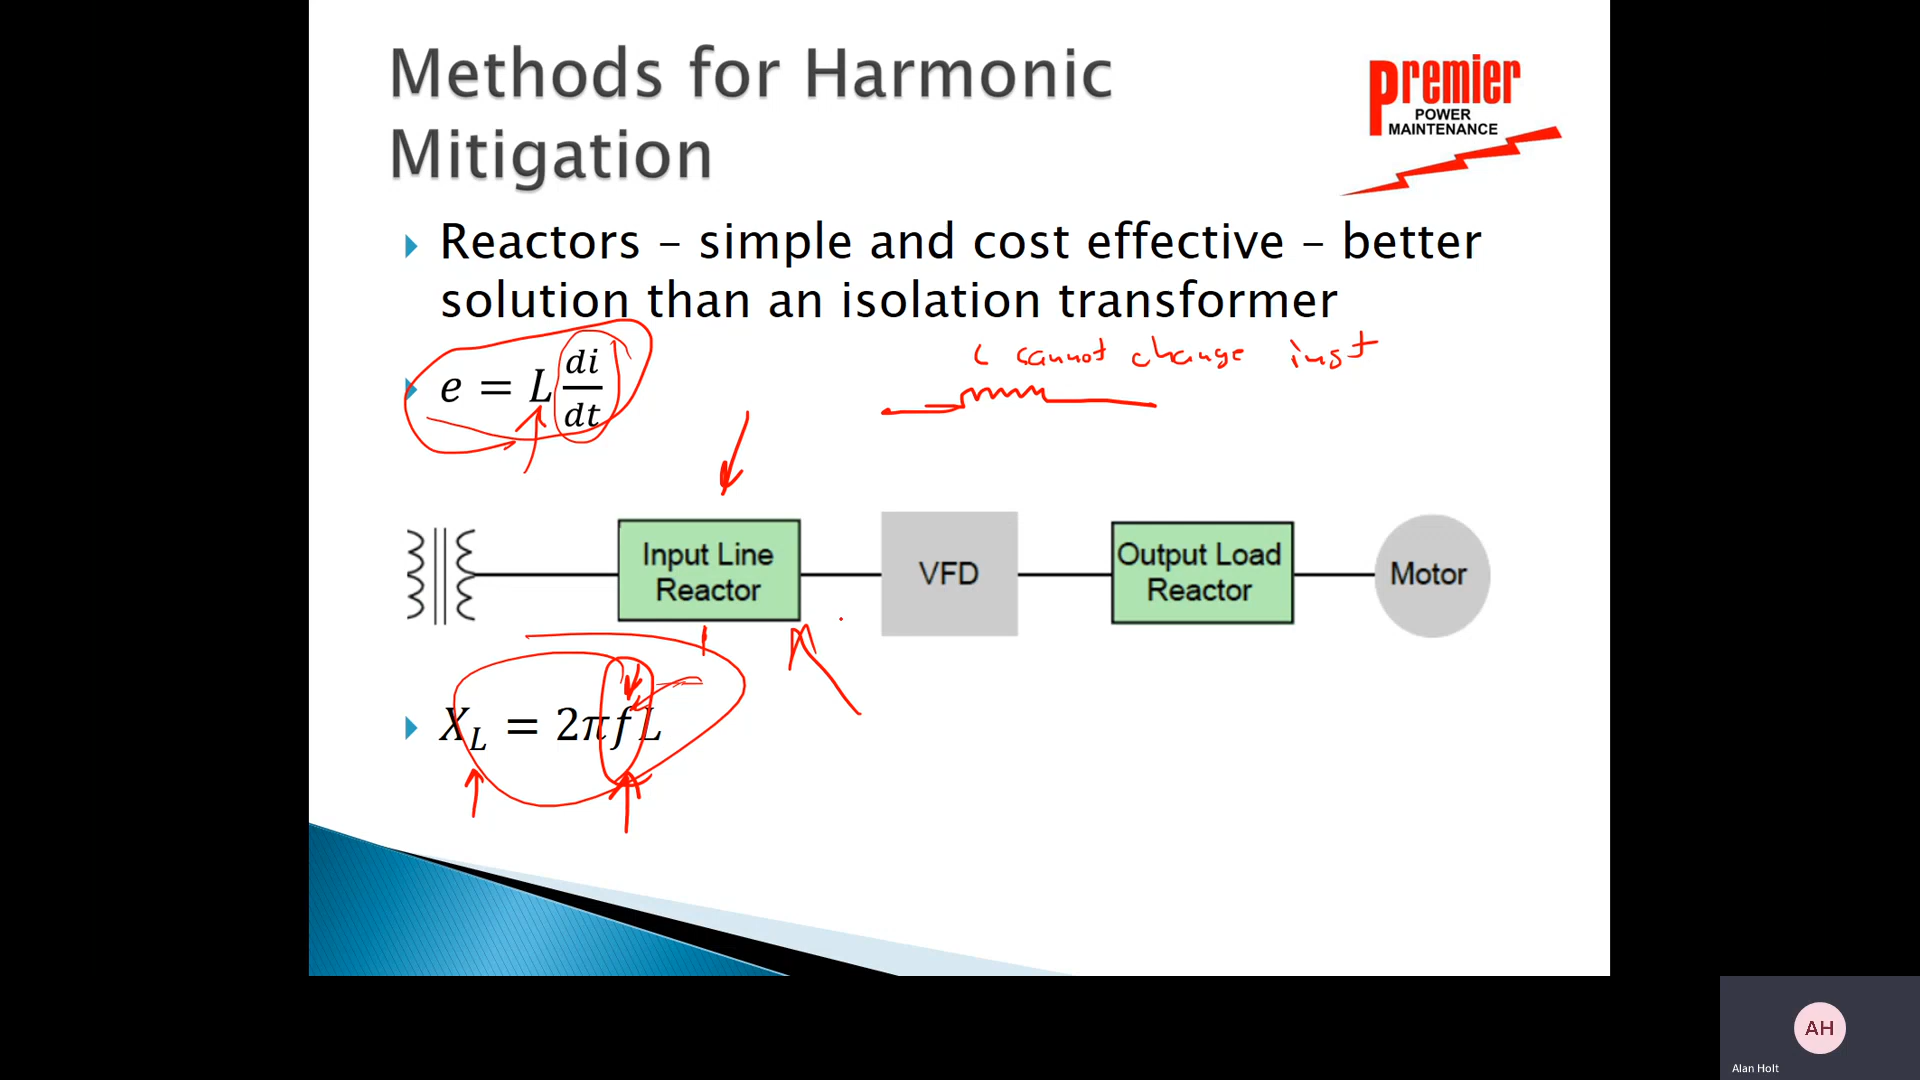 Methods for Harmonic
Mitigation
premier
POWER
MAINTENANCE
Reactors – simple and cost effective – better
solution than an isolation transformer
cannot change inst
e = L di/dt
Input Line
Reactor
VFD
Output Load
Reactor
Motor
X_L = 2πfL
AH
Alan Holt